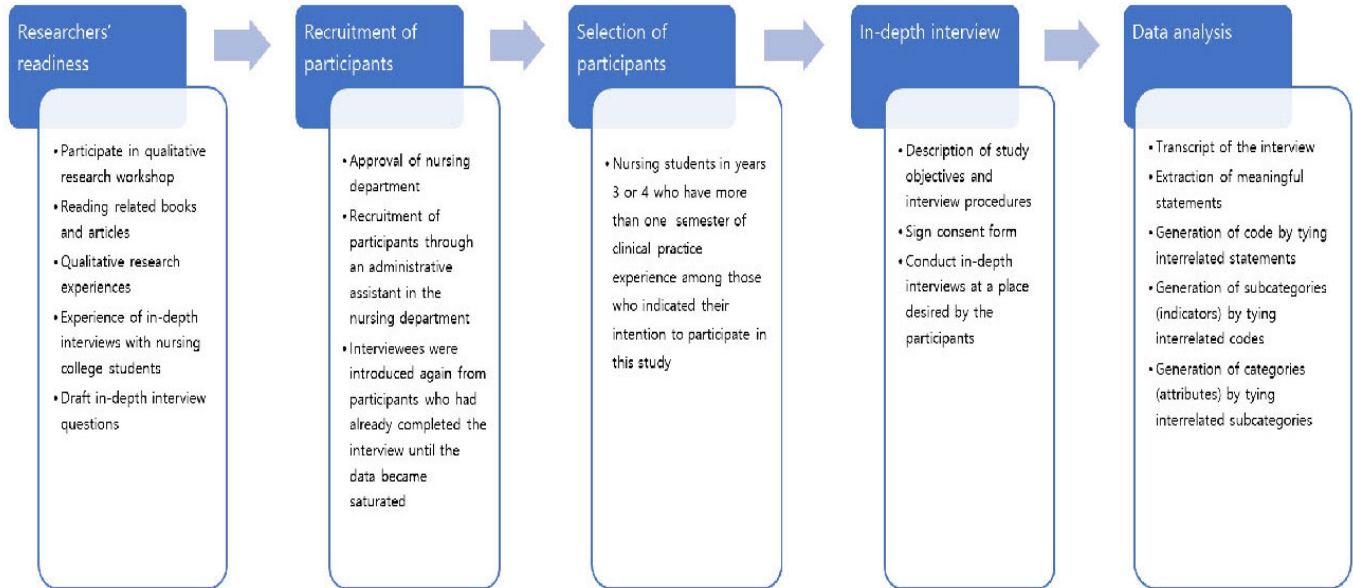 Researchers'
readiness
• Participate in qualitative
research workshop
• Reading related books
and articles
• Qualitative research
experiences
• Experience of in-depth
interviews with nursing
college students
• Draft in-depth interview
questions
Recruitment of
participants
• Approval of nursing
department
• Recruitment of
participants through
an administrative
assistant in the
nursing department
• Interviewees were
introduced again from
participants who had
already completed the
interview until the
data became
saturated
Selection of
participants
• Nursing students in years
3 or 4 who have more
than one semester of
clinical practice
experience among those
who indicated their
intention to participate in
this study
In-depth interview
• Description of study
objectives and
interview procedures
• Sign consent form
• Conduct in-depth
interviews at a place
desired by the
participants
Data analysis
• Transcript of the interview
• Extraction of meaningful
statements
• Generation of code by tying
interrelated statements
• Generation of subcategories
(indicators) by tying
interrelated codes
• Generation of categories
(attributes) by tying
interrelated subcategories